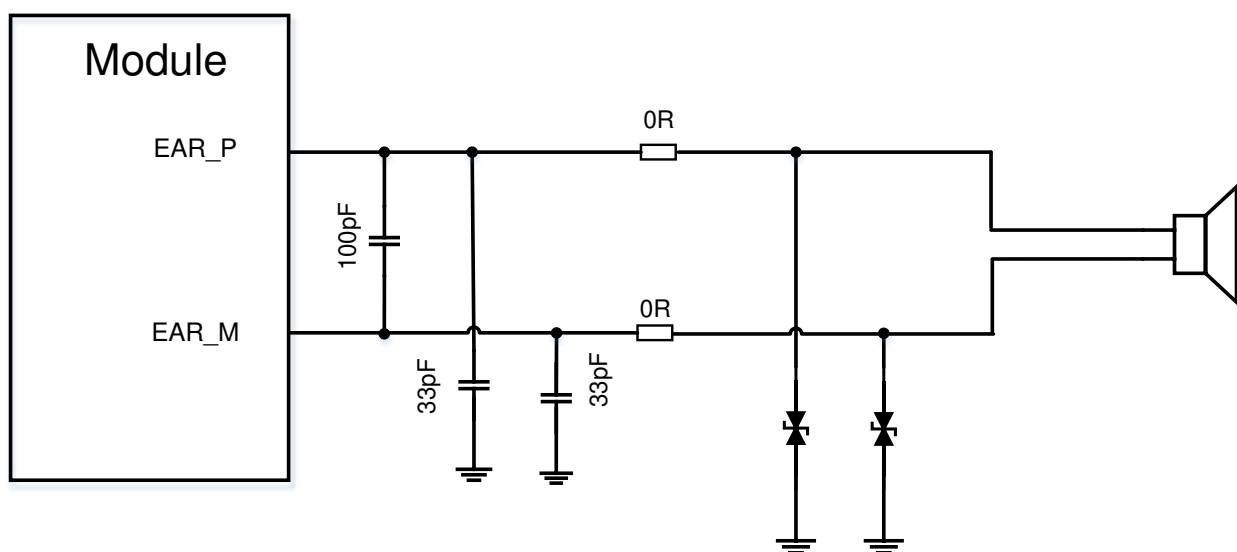 Module
0R
EAR_P
100pF
0R
EAR_M
33pF
33pF